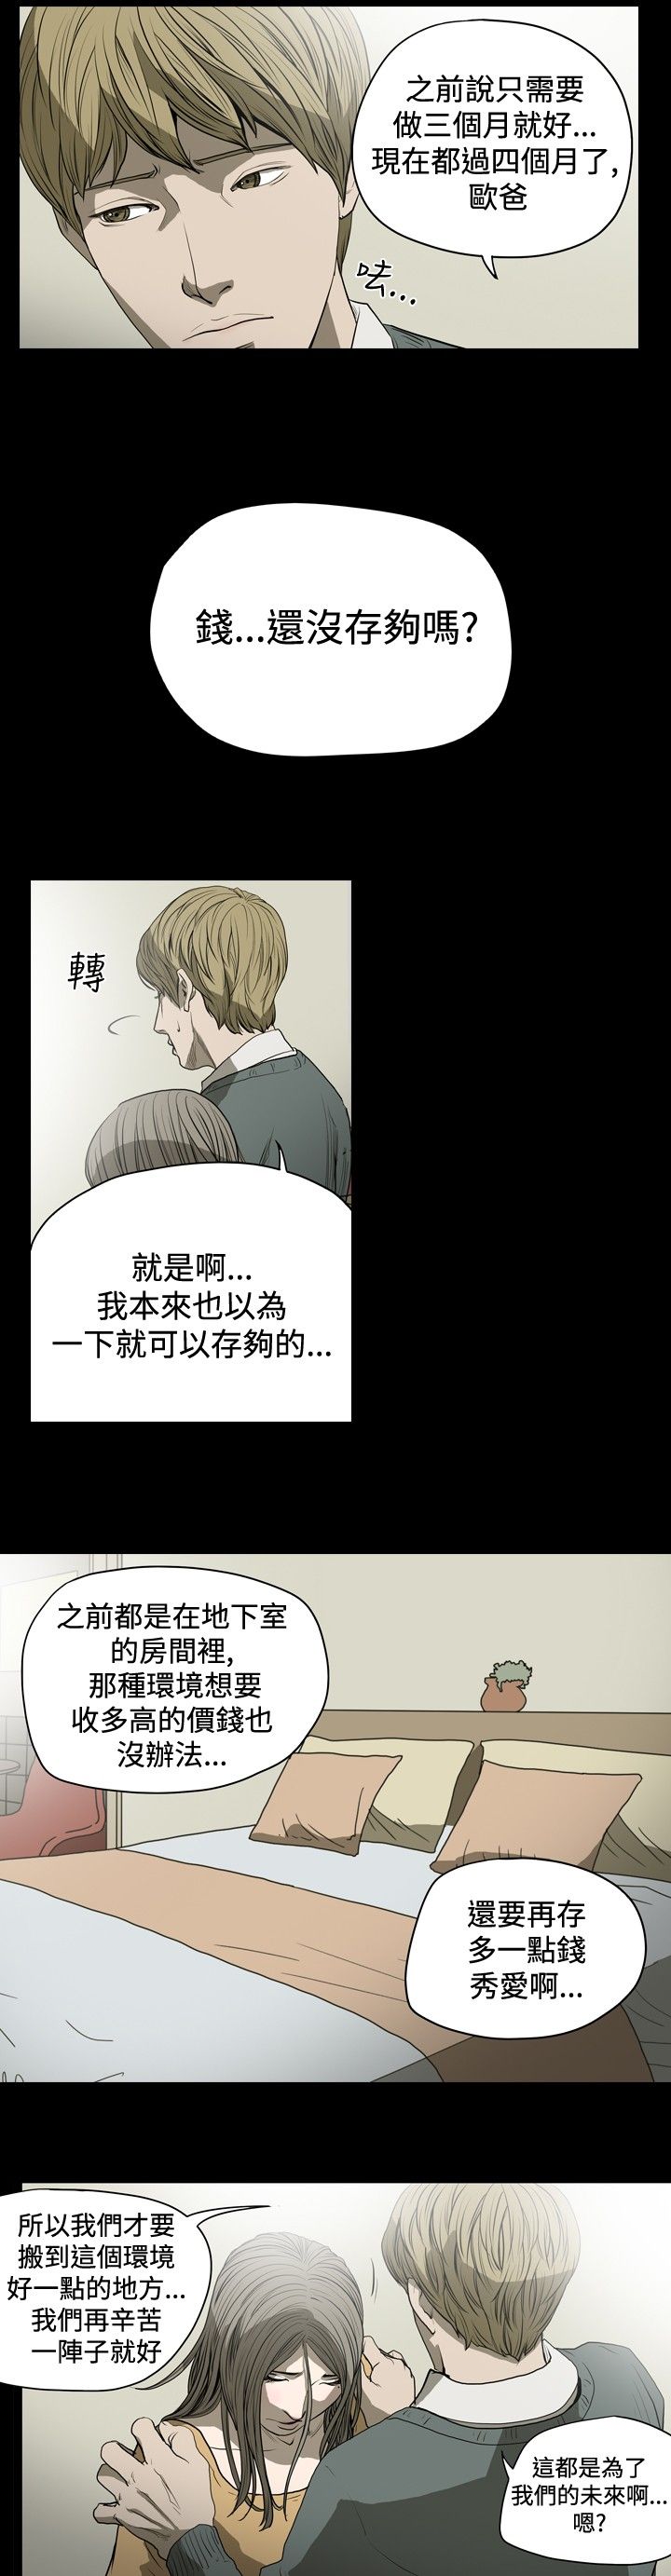 之前說只需要
做三個月就好...
現在都過四個月了,
歐爸
呿...
錢...還沒存夠嗎?
轉
就是啊...
我本來也以為
一下就可以存夠的...
之前都是在地下室
的房間裡,
那種環境想要
收多高的價錢也
沒辦法...
還要再存
多一點錢
秀愛啊...
所以我們才要
搬到這個環境
好一點的地方...
我們再辛苦
一陣子就好
這都是為了
我們的未來啊...
嗯?